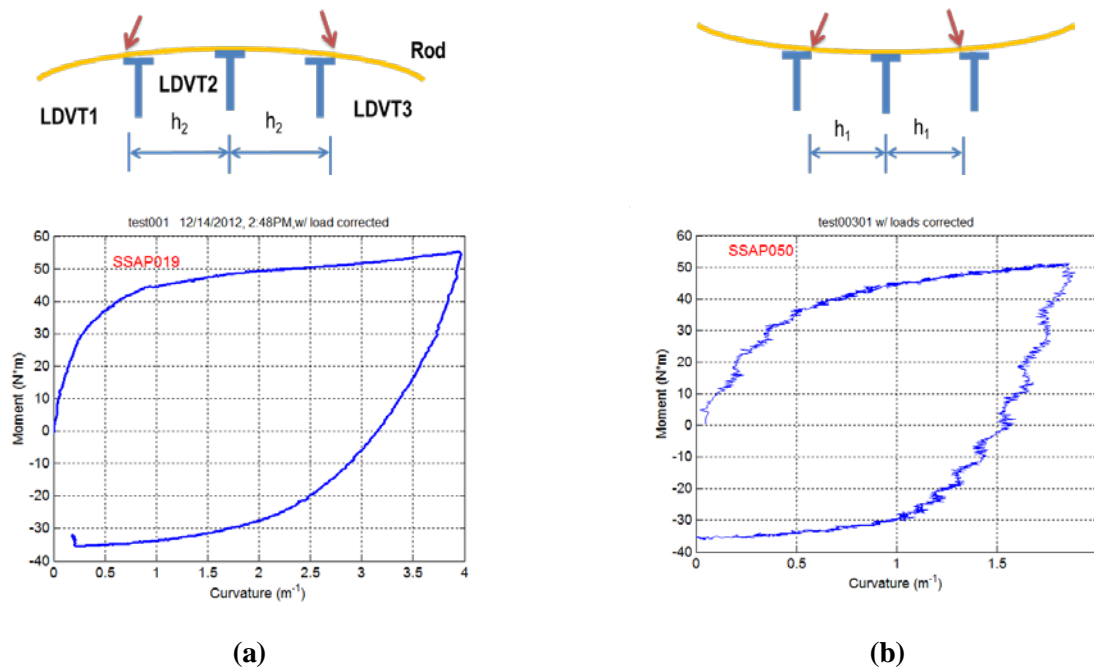 Rod
LDVT1
LDVT2
LDVT3
h2
h2
h1
h1
test001 12/14/2012, 2:48PM,w/ load corrected
SSAP019
60
50
40
30
20
10
0
-10
-20
-30
-40
Moment (N*m)
0 0.5 1 1.5 2 2.5 3 3.5 4
Curvature (m-1)
test00301 w/ loads corrected
SSAP050
60
50
40
30
20
10
0
-10
-20
-30
-40
Moment (N*m)
0 0.5 1 1.5
Curvature (m-1)
(a)
(b)